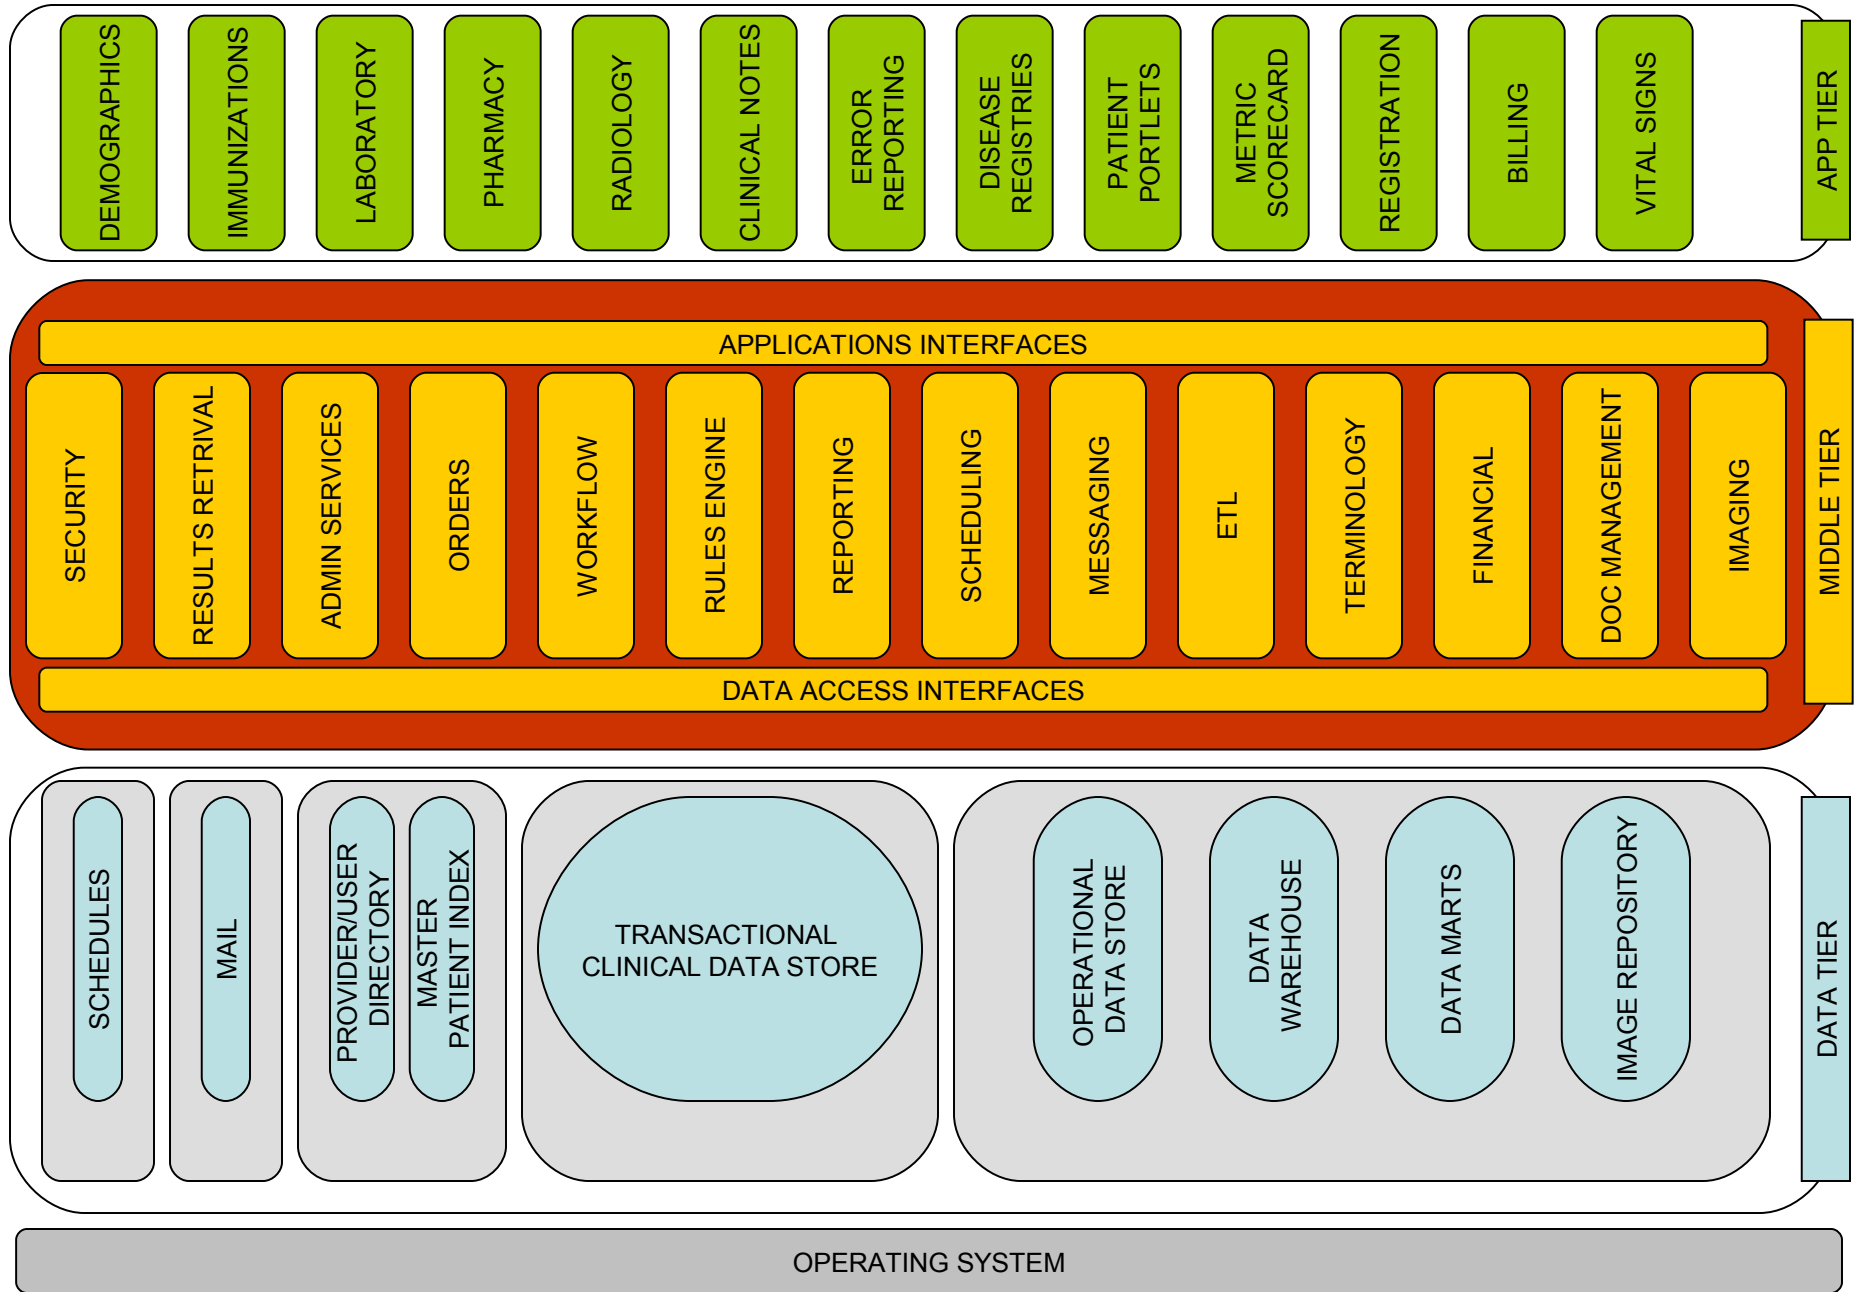 DEMOGRAPHICS
IMMUNIZATIONS
LABORATORY
PHARMACY
RADIOLOGY
CLINICAL NOTES
ERROR
REPORTING
DISEASE
REGISTRIES
PATIENT
PORTLETS
METRIC
SCORECARD
REGISTRATION
BILLING
VITAL SIGNS
APP TIER
APPLICATIONS INTERFACES
SECURITY
RESULTS RETRIVAL
ADMIN SERVICES
ORDERS
WORKFLOW
RULES ENGINE
REPORTING
SCHEDULING
MESSAGING
ETL
TERMINOLOGY
FINANCIAL
DOC MANAGEMENT
IMAGING
MIDDLE TIER
DATA ACCESS INTERFACES
SCHEDULES
MAIL
PROVIDER/USER
DIRECTORY
MASTER
PATIENT INDEX
TRANSACTIONAL
CLINICAL DATA STORE
OPERATIONAL
DATA STORE
DATA
WAREHOUSE
DATA MARTS
IMAGE REPOSITORY
DATA TIER
OPERATING SYSTEM